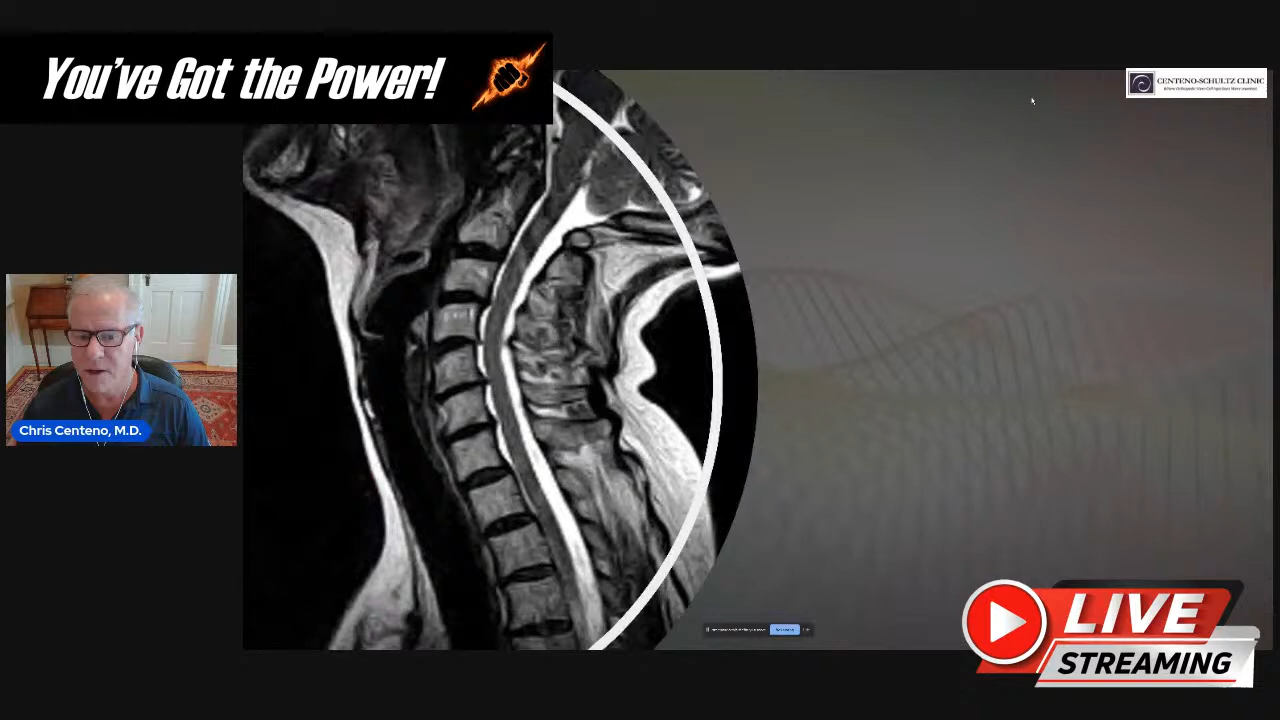 You've Got the Power!
CENTENO-SCHULTZ CLINIC
Chris Centeno, M.D.
LIVE
STREAMING